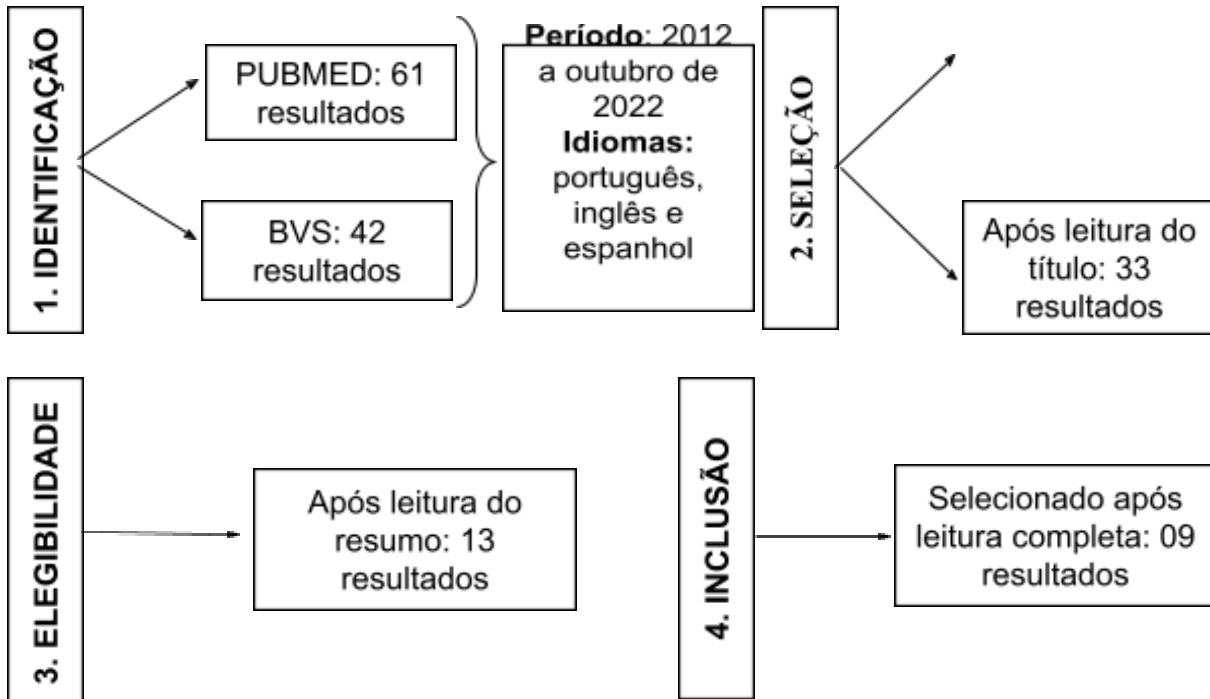 1. IDENTIFICAÇÃO
PUBMED: 61
resultados
BVS: 42
resultados
Período: 2012
a outubro de
2022
Idiomas:
português,
inglês e
espanhol
2. SELEÇÃO
Após leitura do
título: 33
resultados
3. ELEGIBILIDADE
Após leitura do
resumo: 13
resultados
4. INCLUSÃO
Selecionado após
leitura completa: 09
resultados